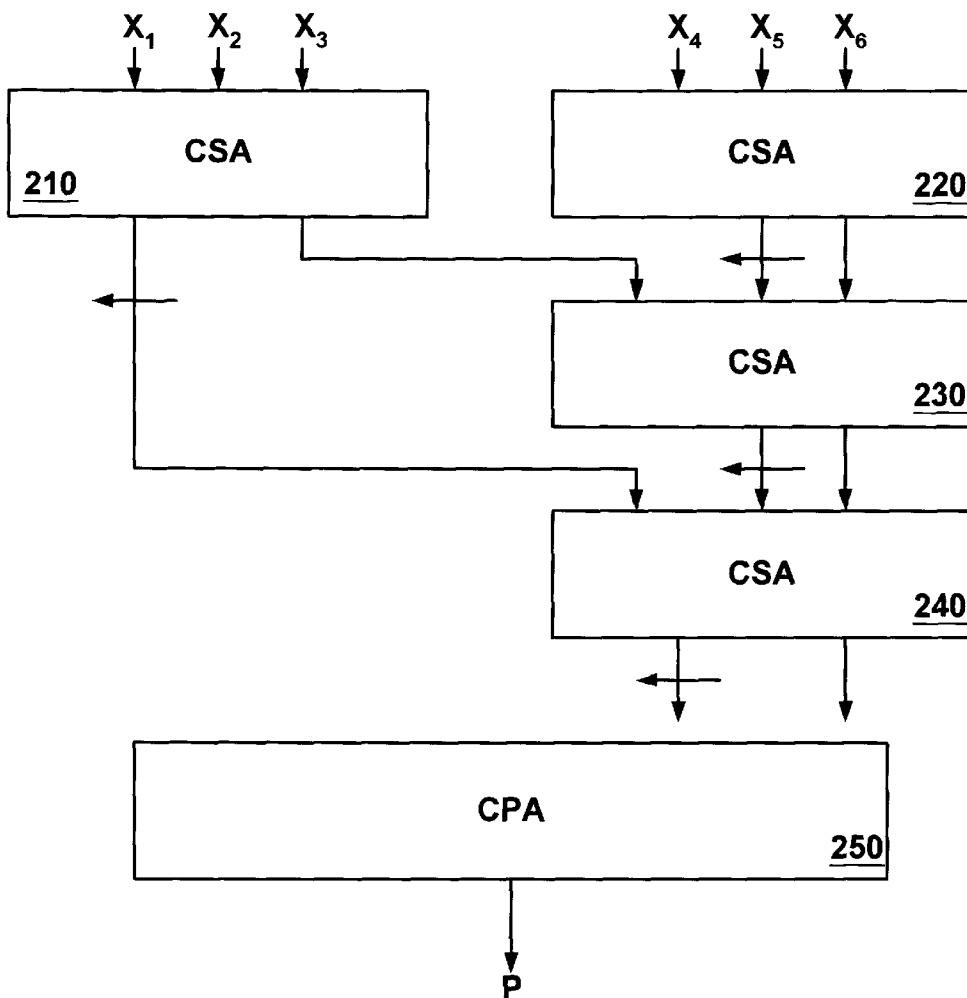 X₁ X₂ X₃ X₄ X₅ X₆
CSA CSA
210 220
CSA
230
CSA
240
CPA
250
P